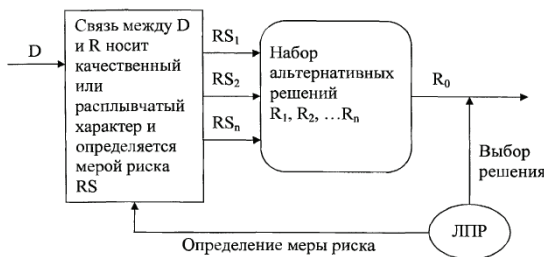 D
Связь между D
и R носит
качественный
или
расплывчатый
характер и
определяется
мерой риска
RS
RS₁
RS₂
RSₙ
Набор
альтернативных
решений
R₁, R₂, …Rₙ
R₀
Выбор
решения
ЛПР
Определение меры риска